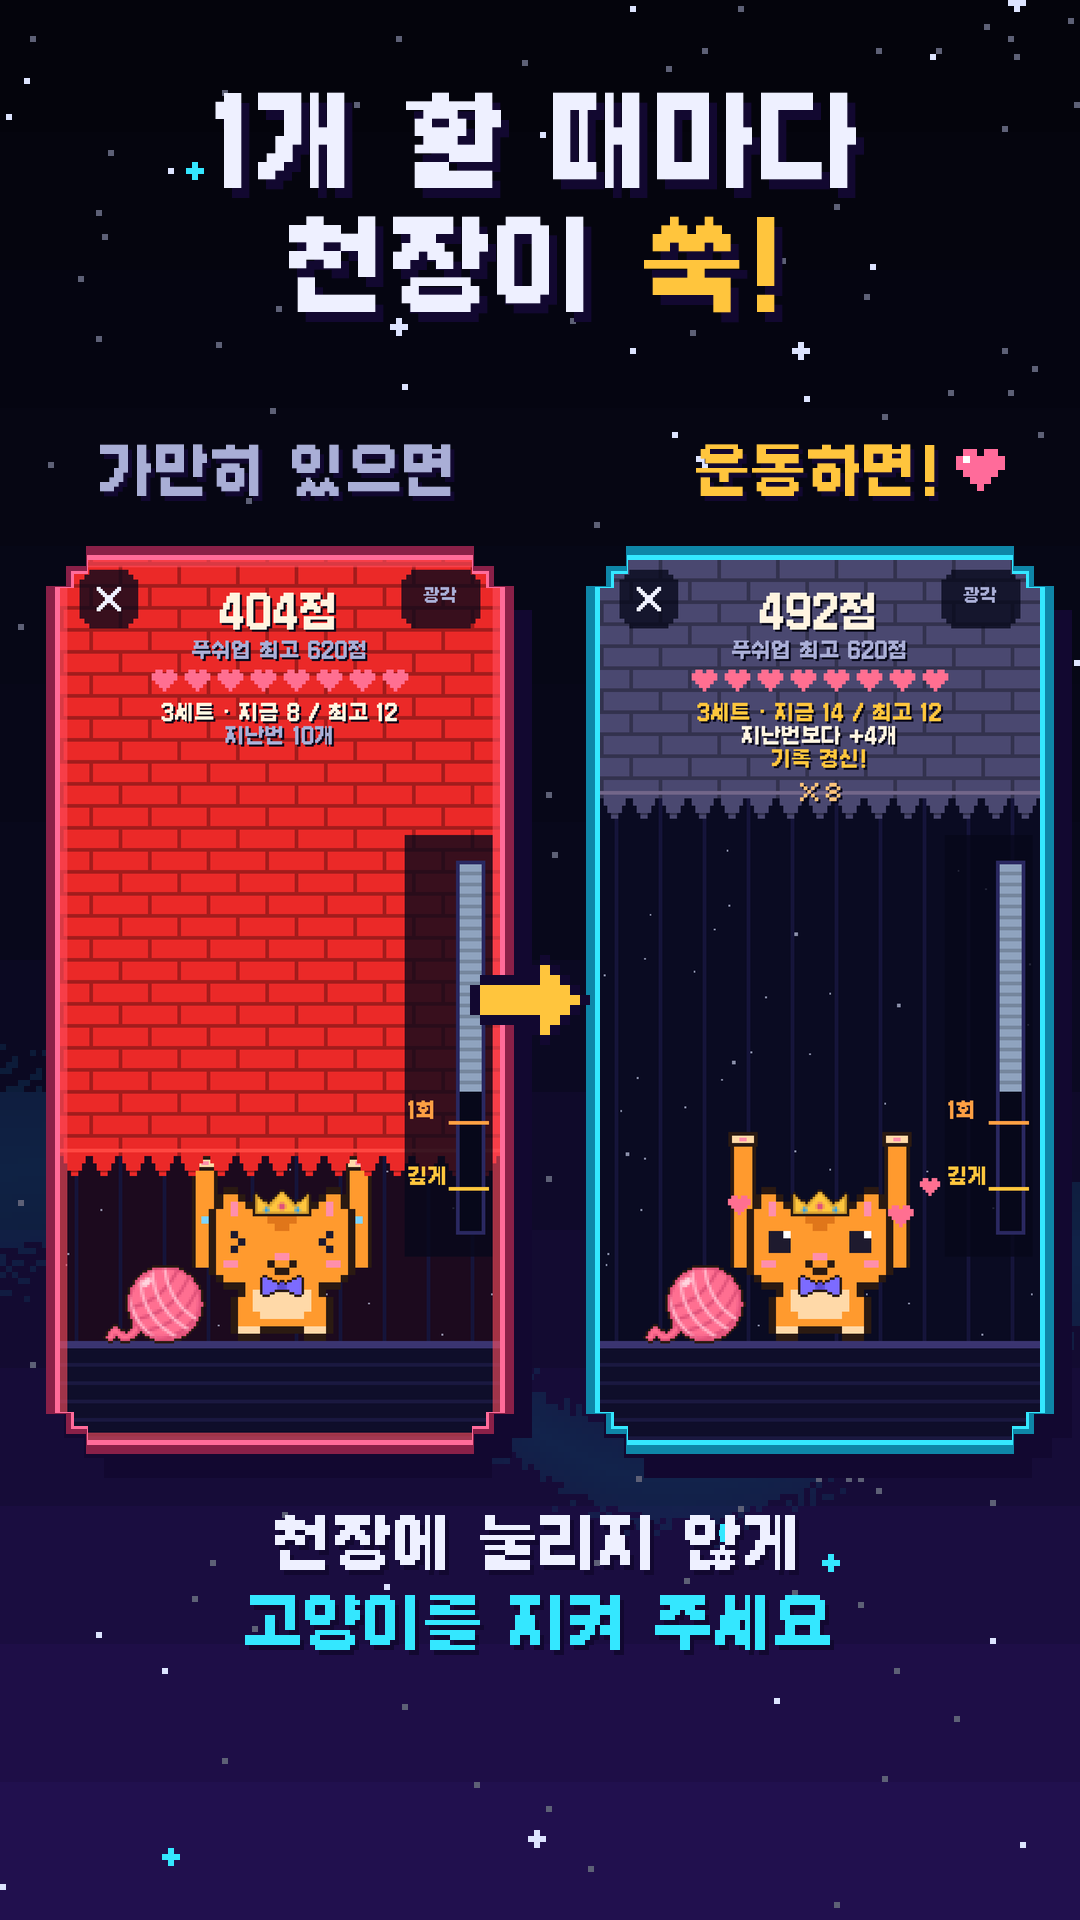 1개 할 때마다
천장이 쑥!
가만히 있으면
운동하면!
404점
광각
푸쉬업 최고 620점
3세트 · 지금 8 / 최고 12
지난번 10개
1회
깊게
492점
광각
푸쉬업 최고 620점
3세트 · 지금 14 / 최고 12
지난번보다 +4개
기록 경신!
×8
1회
깊게
천장에 눌리지 않게
고양이를 지켜 주세요